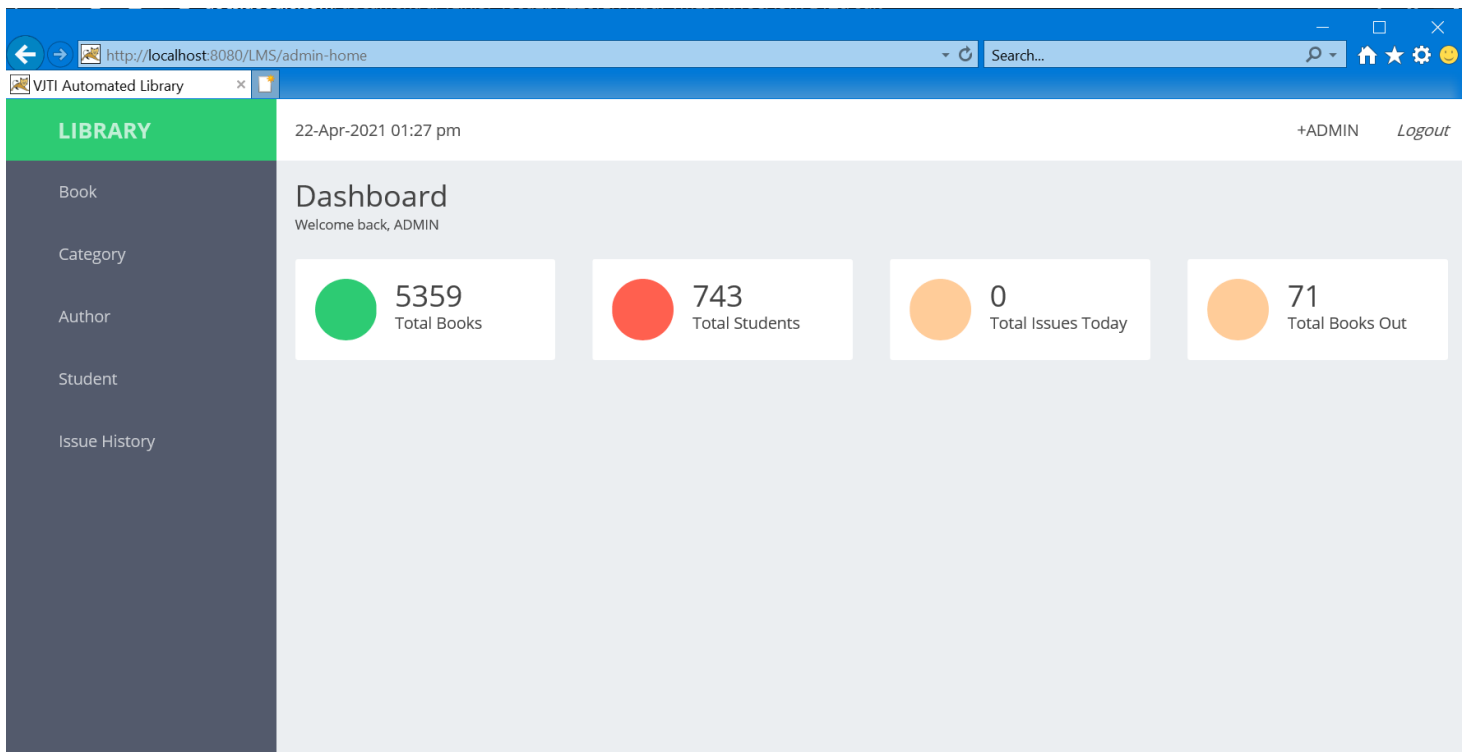 http://localhost:8080/LMS/admin-home
Search...
VJTI Automated Library
LIBRARY
22-Apr-2021 01:27 pm
+ADMIN
Logout
Book
Category
Author
Student
Issue History
Dashboard
Welcome back, ADMIN
5359
Total Books
743
Total Students
0
Total Issues Today
71
Total Books Out